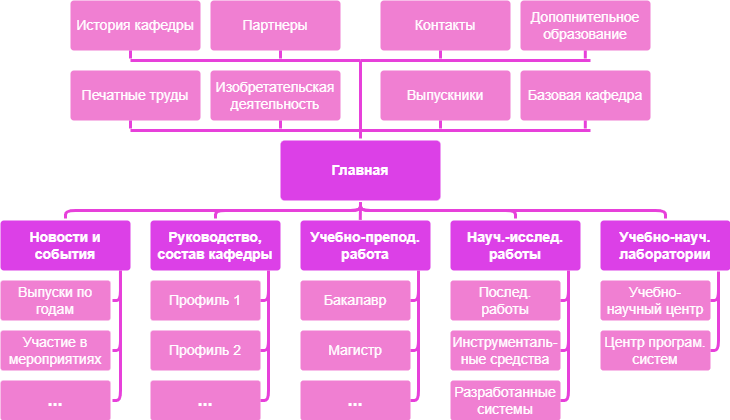 История кафедры
Партнеры
Контакты
Дополнительное
образование
Печатные труды
Изобретательская
деятельность
Выпускники
Базовая кафедра
Главная
Новости и
события
Руководство,
состав кафедры
Учебно-препод.
работа
Науч.-исслед.
работы
Учебно-науч.
лаборатории
Выпуски по
годам
Профиль 1
Бакалавр
Послед.
работы
Учебно-
научный центр
Участие в
мероприятиях
Профиль 2
Магистр
Инструменталь-
ные средства
Центр програм.
систем
...
...
...
Разработанные
системы